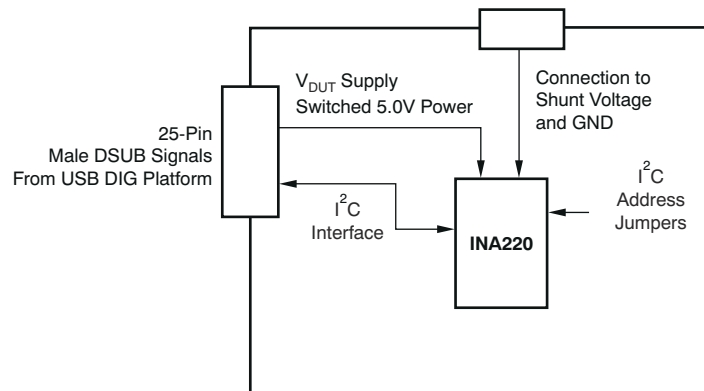 V_DUT Supply
Switched 5.0V Power
Connection to
Shunt Voltage
and GND
25-Pin
Male DSUB Signals
From USB DIG Platform
I²C
Interface
INA220
I²C
Address
Jumpers